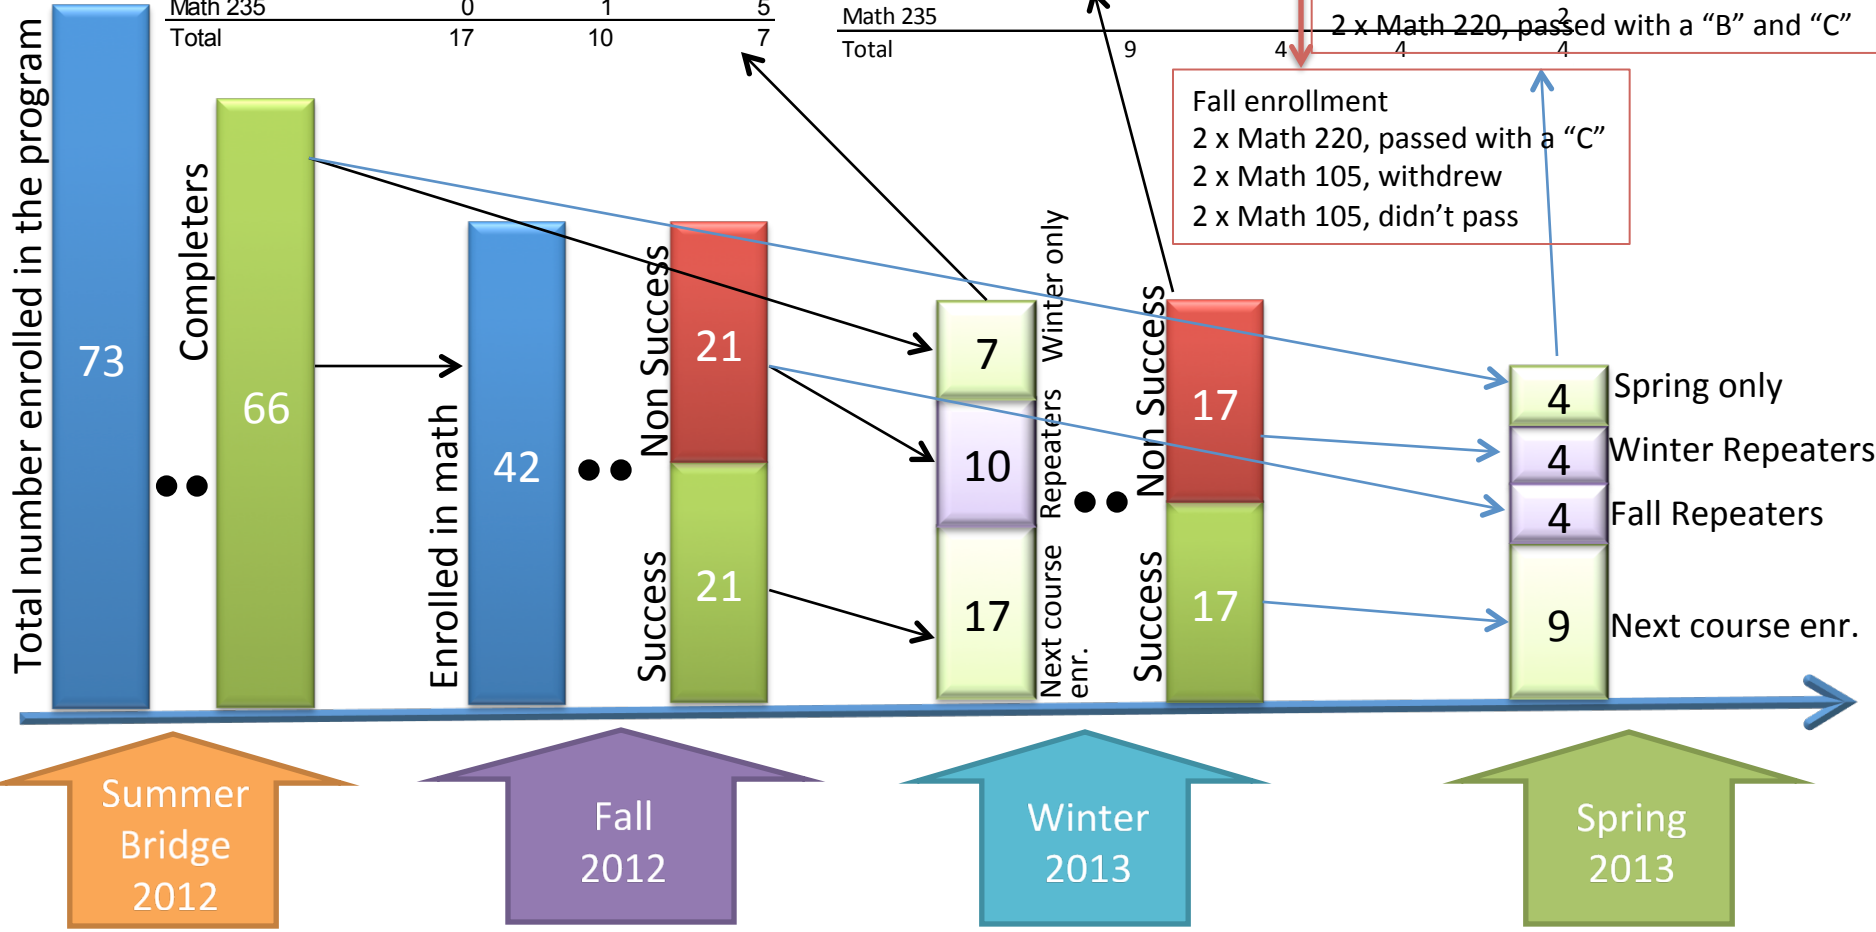 Math 235 0 1 5
Total 17 10 7
Math 235 2
Total 9 4 4 4
2 x Math 220, passed with a “B” and “C”
Fall enrollment
2 x Math 220, passed with a “C”
2 x Math 105, withdrew
2 x Math 105, didn’t pass
Total number enrolled in the program
73
Completers
66
Enrolled in math
42
Non Success
21
Success
21
7
Winter only
10
Repeaters
17
Next course
enr.
Non Success
17
Success
17
4 Spring only
4 Winter Repeaters
4 Fall Repeaters
9 Next course enr.
Summer
Bridge
2012
Fall
2012
Winter
2013
Spring
2013